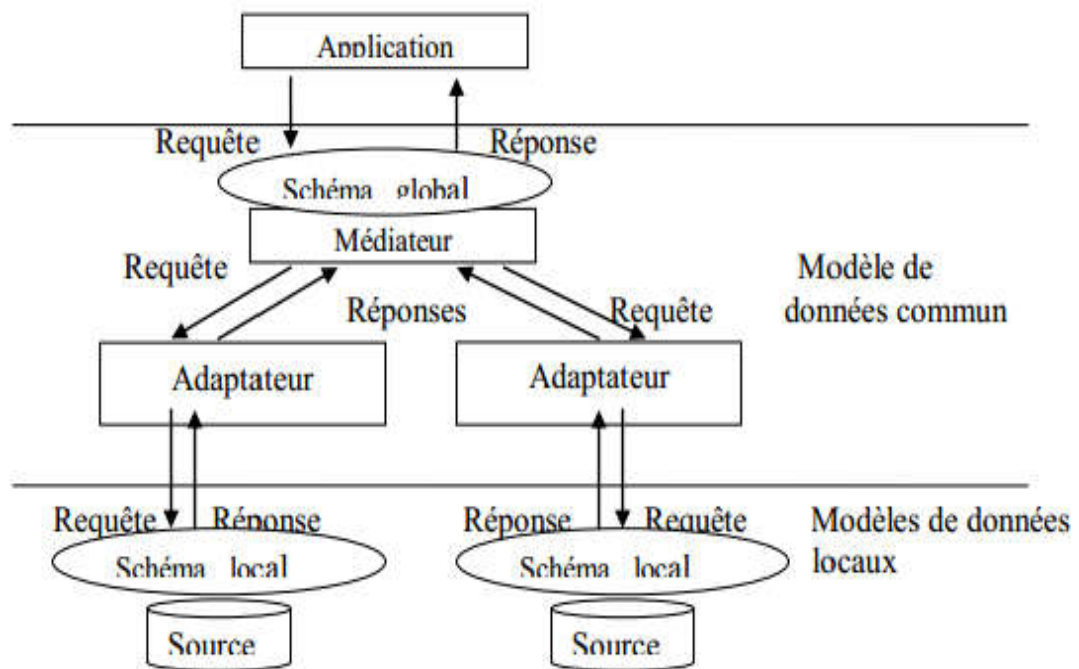 Application
Requête Réponse
Schéma global
Médiateur
Requête
Réponses Requête
Modèle de
données commun
Adaptateur Adaptateur
Requête Réponse Réponse Requête
Modèles de données
locaux
Schéma local Schéma local
Source Source